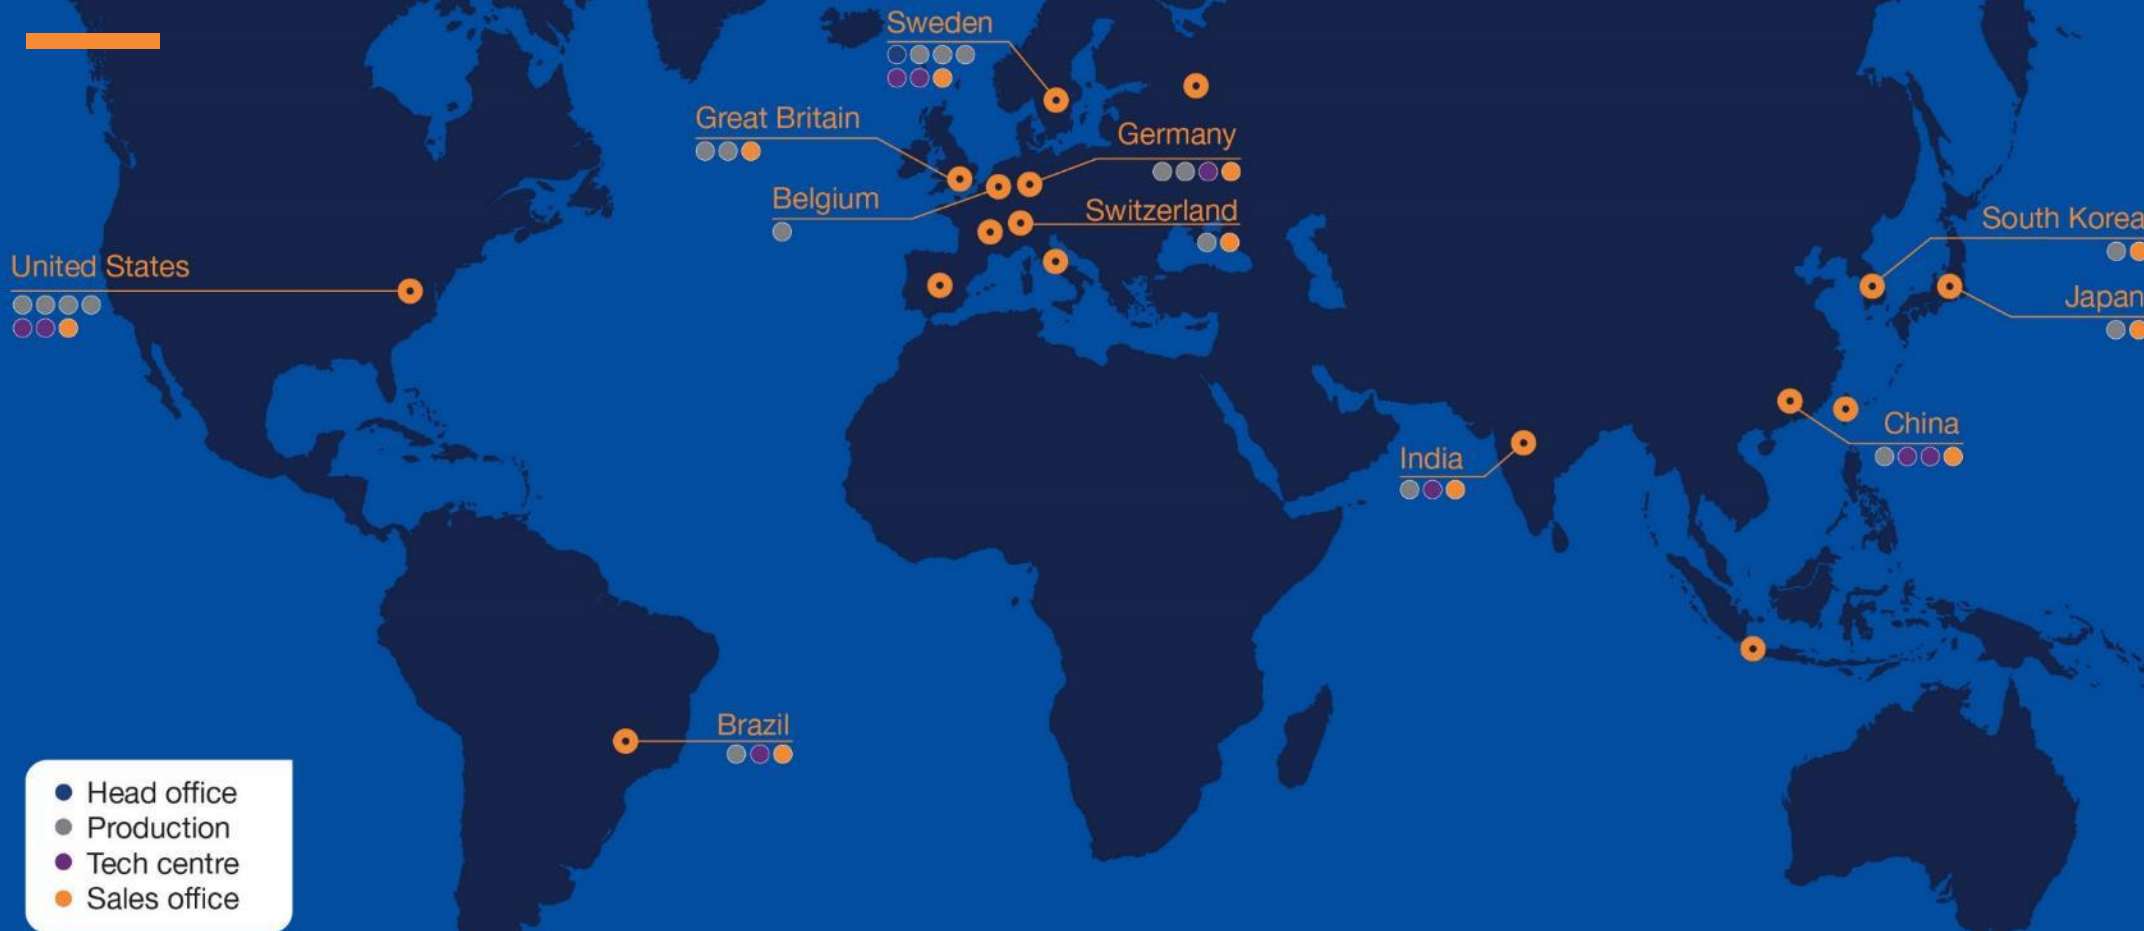 Sweden
Great Britain
Germany
Belgium
Switzerland
South Korea
United States
Japan
China
India
Brazil
Head office
Production
Tech centre
Sales office